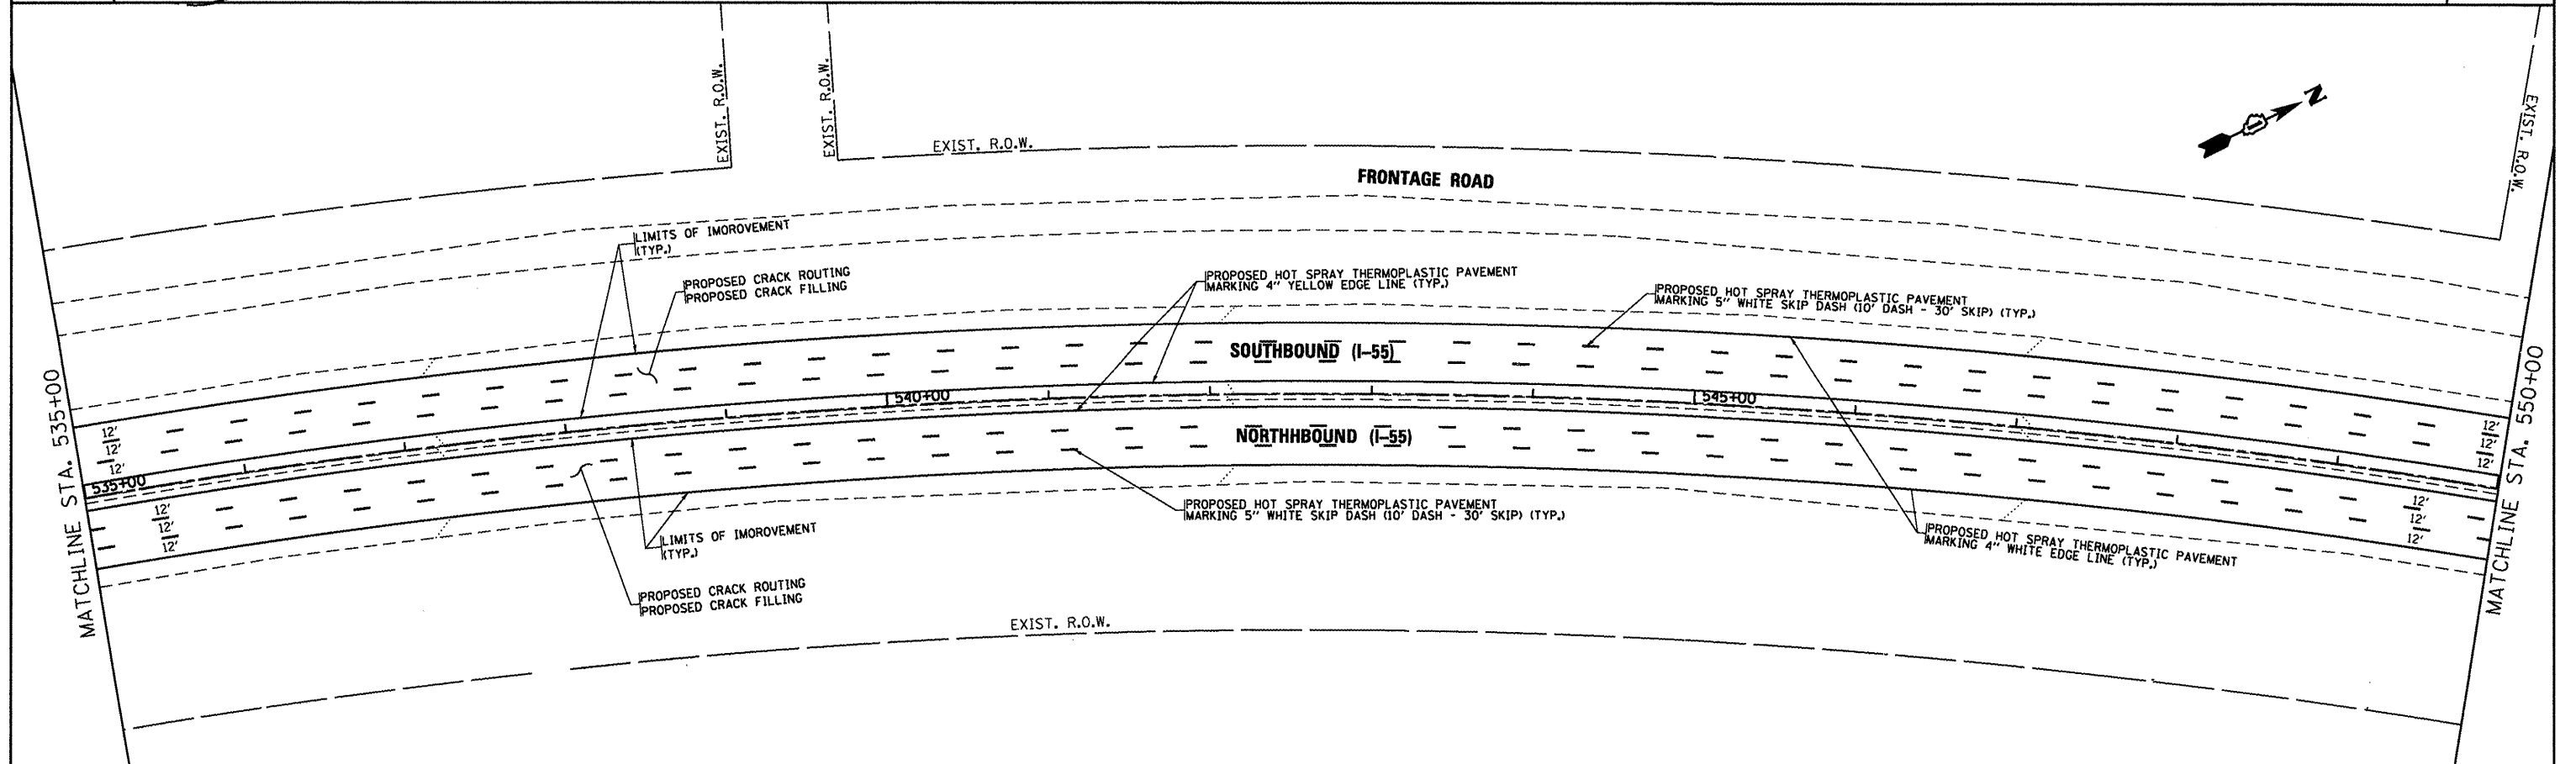 EXIST. R.O.W.
EXIST. R.O.W.
EXIST. R.O.W.
N
EXIST. R.O.W.
FRONTAGE ROAD
LIMITS OF IMOROVEMENT
(TYP.)
PROPOSED CRACK ROUTING
PROPOSED CRACK FILLING
PROPOSED HOT SPRAY THERMOPLASTIC PAVEMENT
MARKING 4" YELLOW EDGE LINE (TYP.)
PROPOSED HOT SPRAY THERMOPLASTIC PAVEMENT
MARKING 5" WHITE SKIP DASH (10' DASH - 30' SKIP) (TYP.)
SOUTHBOUND (I-55)
540+00
545+00
NORTHHBOUND (I-55)
MATCHLINE STA. 535+00
12'
12'
12'
535+00
12'
12'
12'
12'
12'
12'
12'
12'
12'
MATCHLINE STA. 550+00
LIMITS OF IMOROVEMENT
(TYP.)
PROPOSED CRACK ROUTING
PROPOSED CRACK FILLING
PROPOSED HOT SPRAY THERMOPLASTIC PAVEMENT
MARKING 5" WHITE SKIP DASH (10' DASH - 30' SKIP) (TYP.)
PROPOSED HOT SPRAY THERMOPLASTIC PAVEMENT
MARKING 4" WHITE EDGE LINE (TYP.)
EXIST. R.O.W.